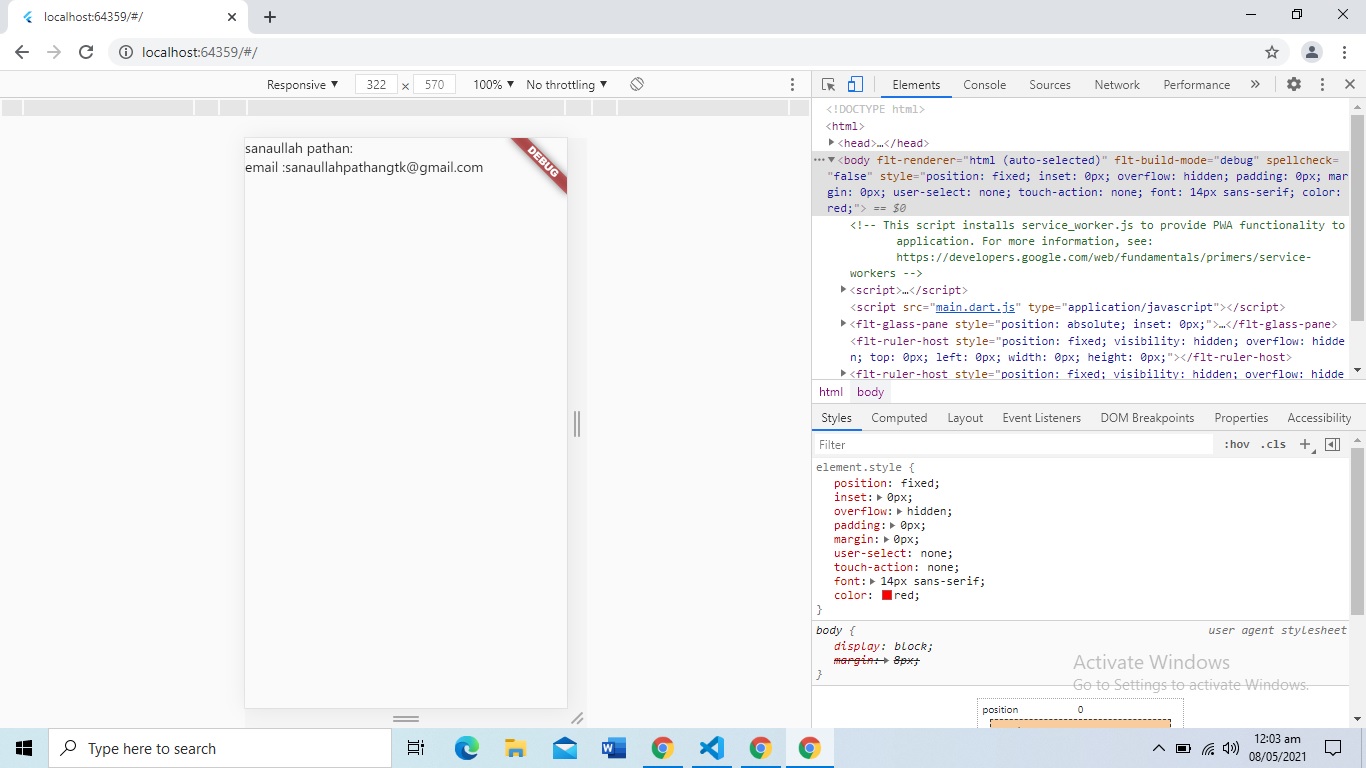 localhost:64359/#/
localhost:64359/#/
Responsive ▼ 322 × 570 100% ▼ No throttling ▼
Elements Console Sources Network Performance »
sanaullah pathan:
email :sanaullahpathangtk@gmail.com
DEBUG
<!DOCTYPE html>
<html>
▶<head>…</head>
…▼<body flt-renderer="html (auto-selected)" flt-build-mode="debug" spellcheck=
"false" style="position: fixed; inset: 0px; overflow: hidden; padding: 0px; mar
gin: 0px; user-select: none; touch-action: none; font: 14px sans-serif; color:
red;"> == $0
<!-- This script installs service_worker.js to provide PWA functionality to
application. For more information, see:
https://developers.google.com/web/fundamentals/primers/service-
workers -->
▶<script>…</script>
<script src="main.dart.js" type="application/javascript"></script>
▶<flt-glass-pane style="position: absolute; inset: 0px;">…</flt-glass-pane>
<flt-ruler-host style="position: fixed; visibility: hidden; overflow: hidde
n; top: 0px; left: 0px; width: 0px; height: 0px;"></flt-ruler-host>
▶<flt-ruler-host style="position: fixed; visibility: hidden; overflow: hidde
html body
Styles Computed Layout Event Listeners DOM Breakpoints Properties Accessibility
Filter :hov .cls +
element.style {
position: fixed;
inset:▶ 0px;
overflow:▶ hidden;
padding:▶ 0px;
margin:▶ 0px;
user-select: none;
touch-action: none;
font:▶ 14px sans-serif;
color: red;
}
body { user agent stylesheet
display: block;
margin:▶ 8px;
}
Activate Windows
Go to Settings to activate Windows.
position 0
Type here to search
12:03 am
08/05/2021